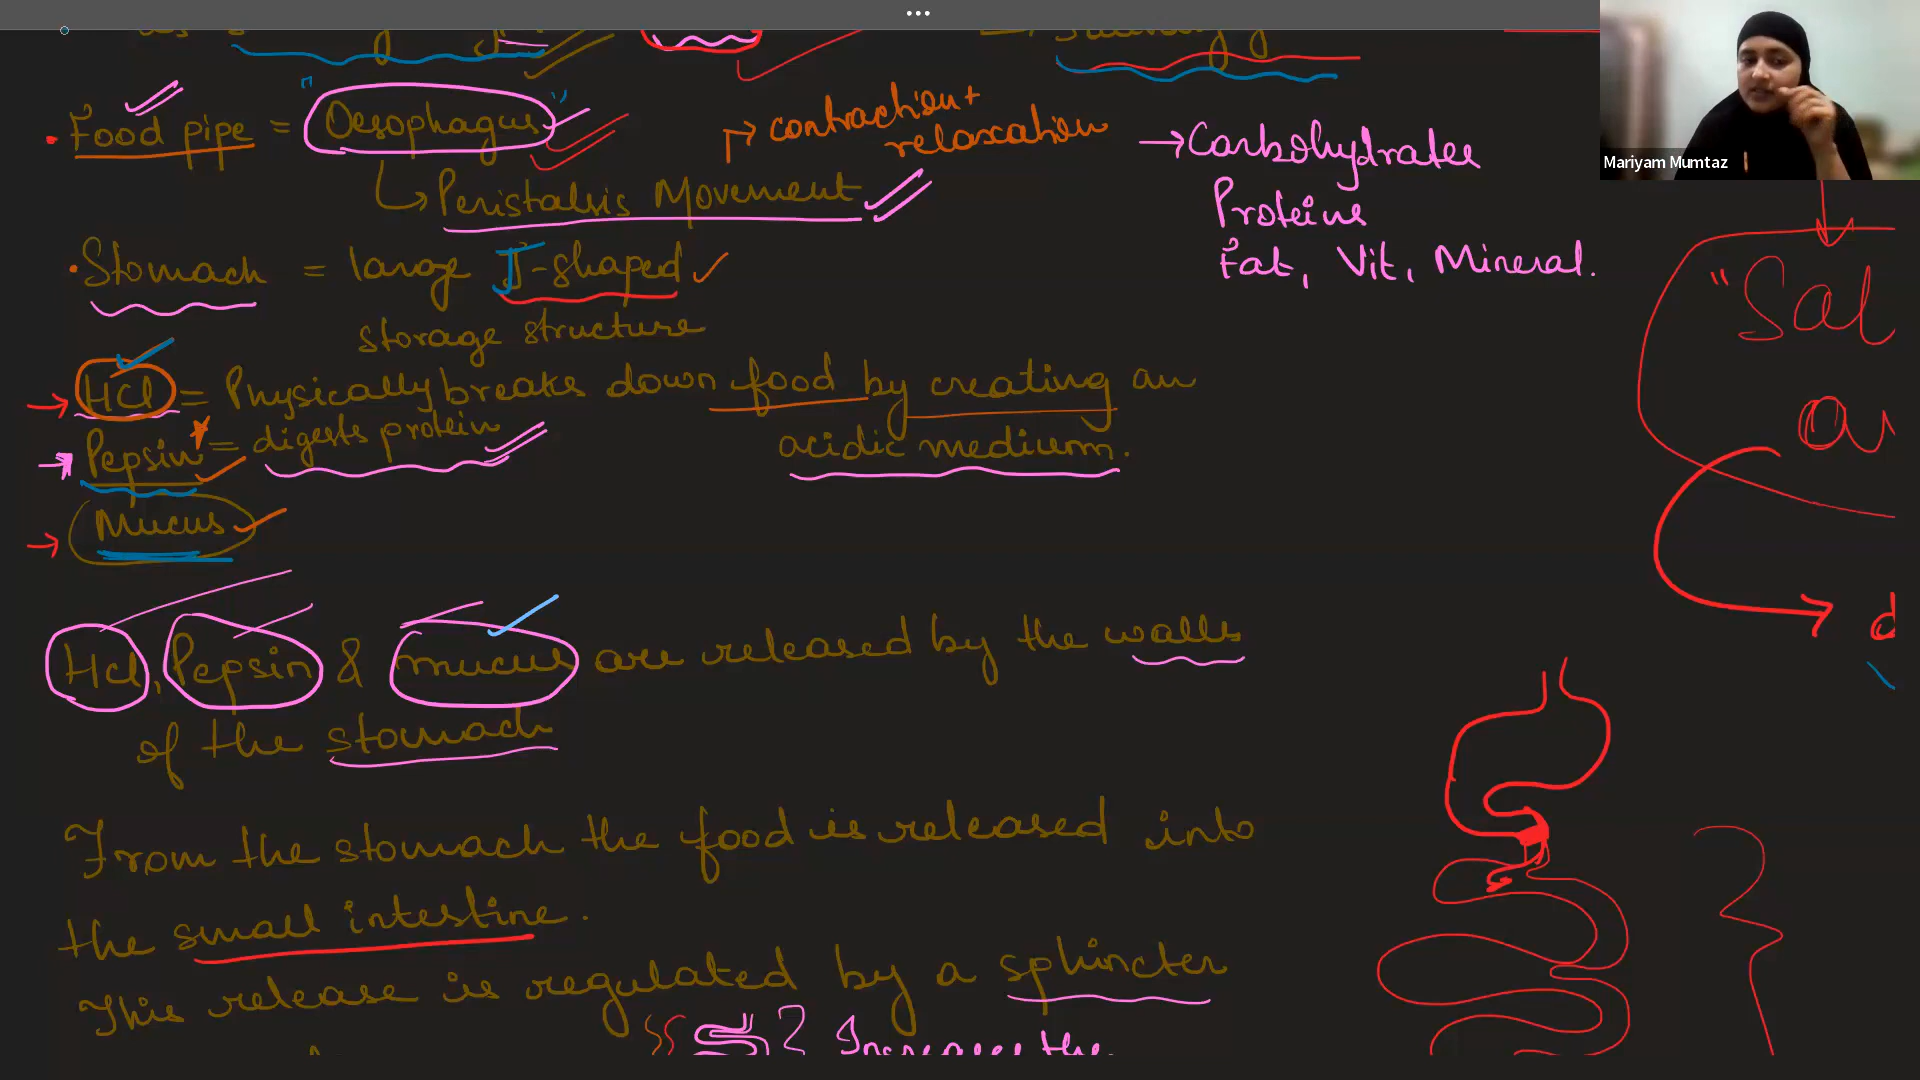 Mariyam Mumtaz
Food pipe = "Oesophagus"
contraction +
relaxation
Peristalsis Movement
→ Carbohydrates
Proteins
Fat, Vit, Mineral.
Stomach = large J-shaped
storage structure
"Sal
→ HCl = Physically breaks down food by creating an
acidic medium.
→ Pepsin = digests protein
→ Mucus
HCl, Pepsin & mucus are released by the walls
of the stomach
From the stomach the food is released into
the small intestine.
This release is regulated by a sphincter
Increases the